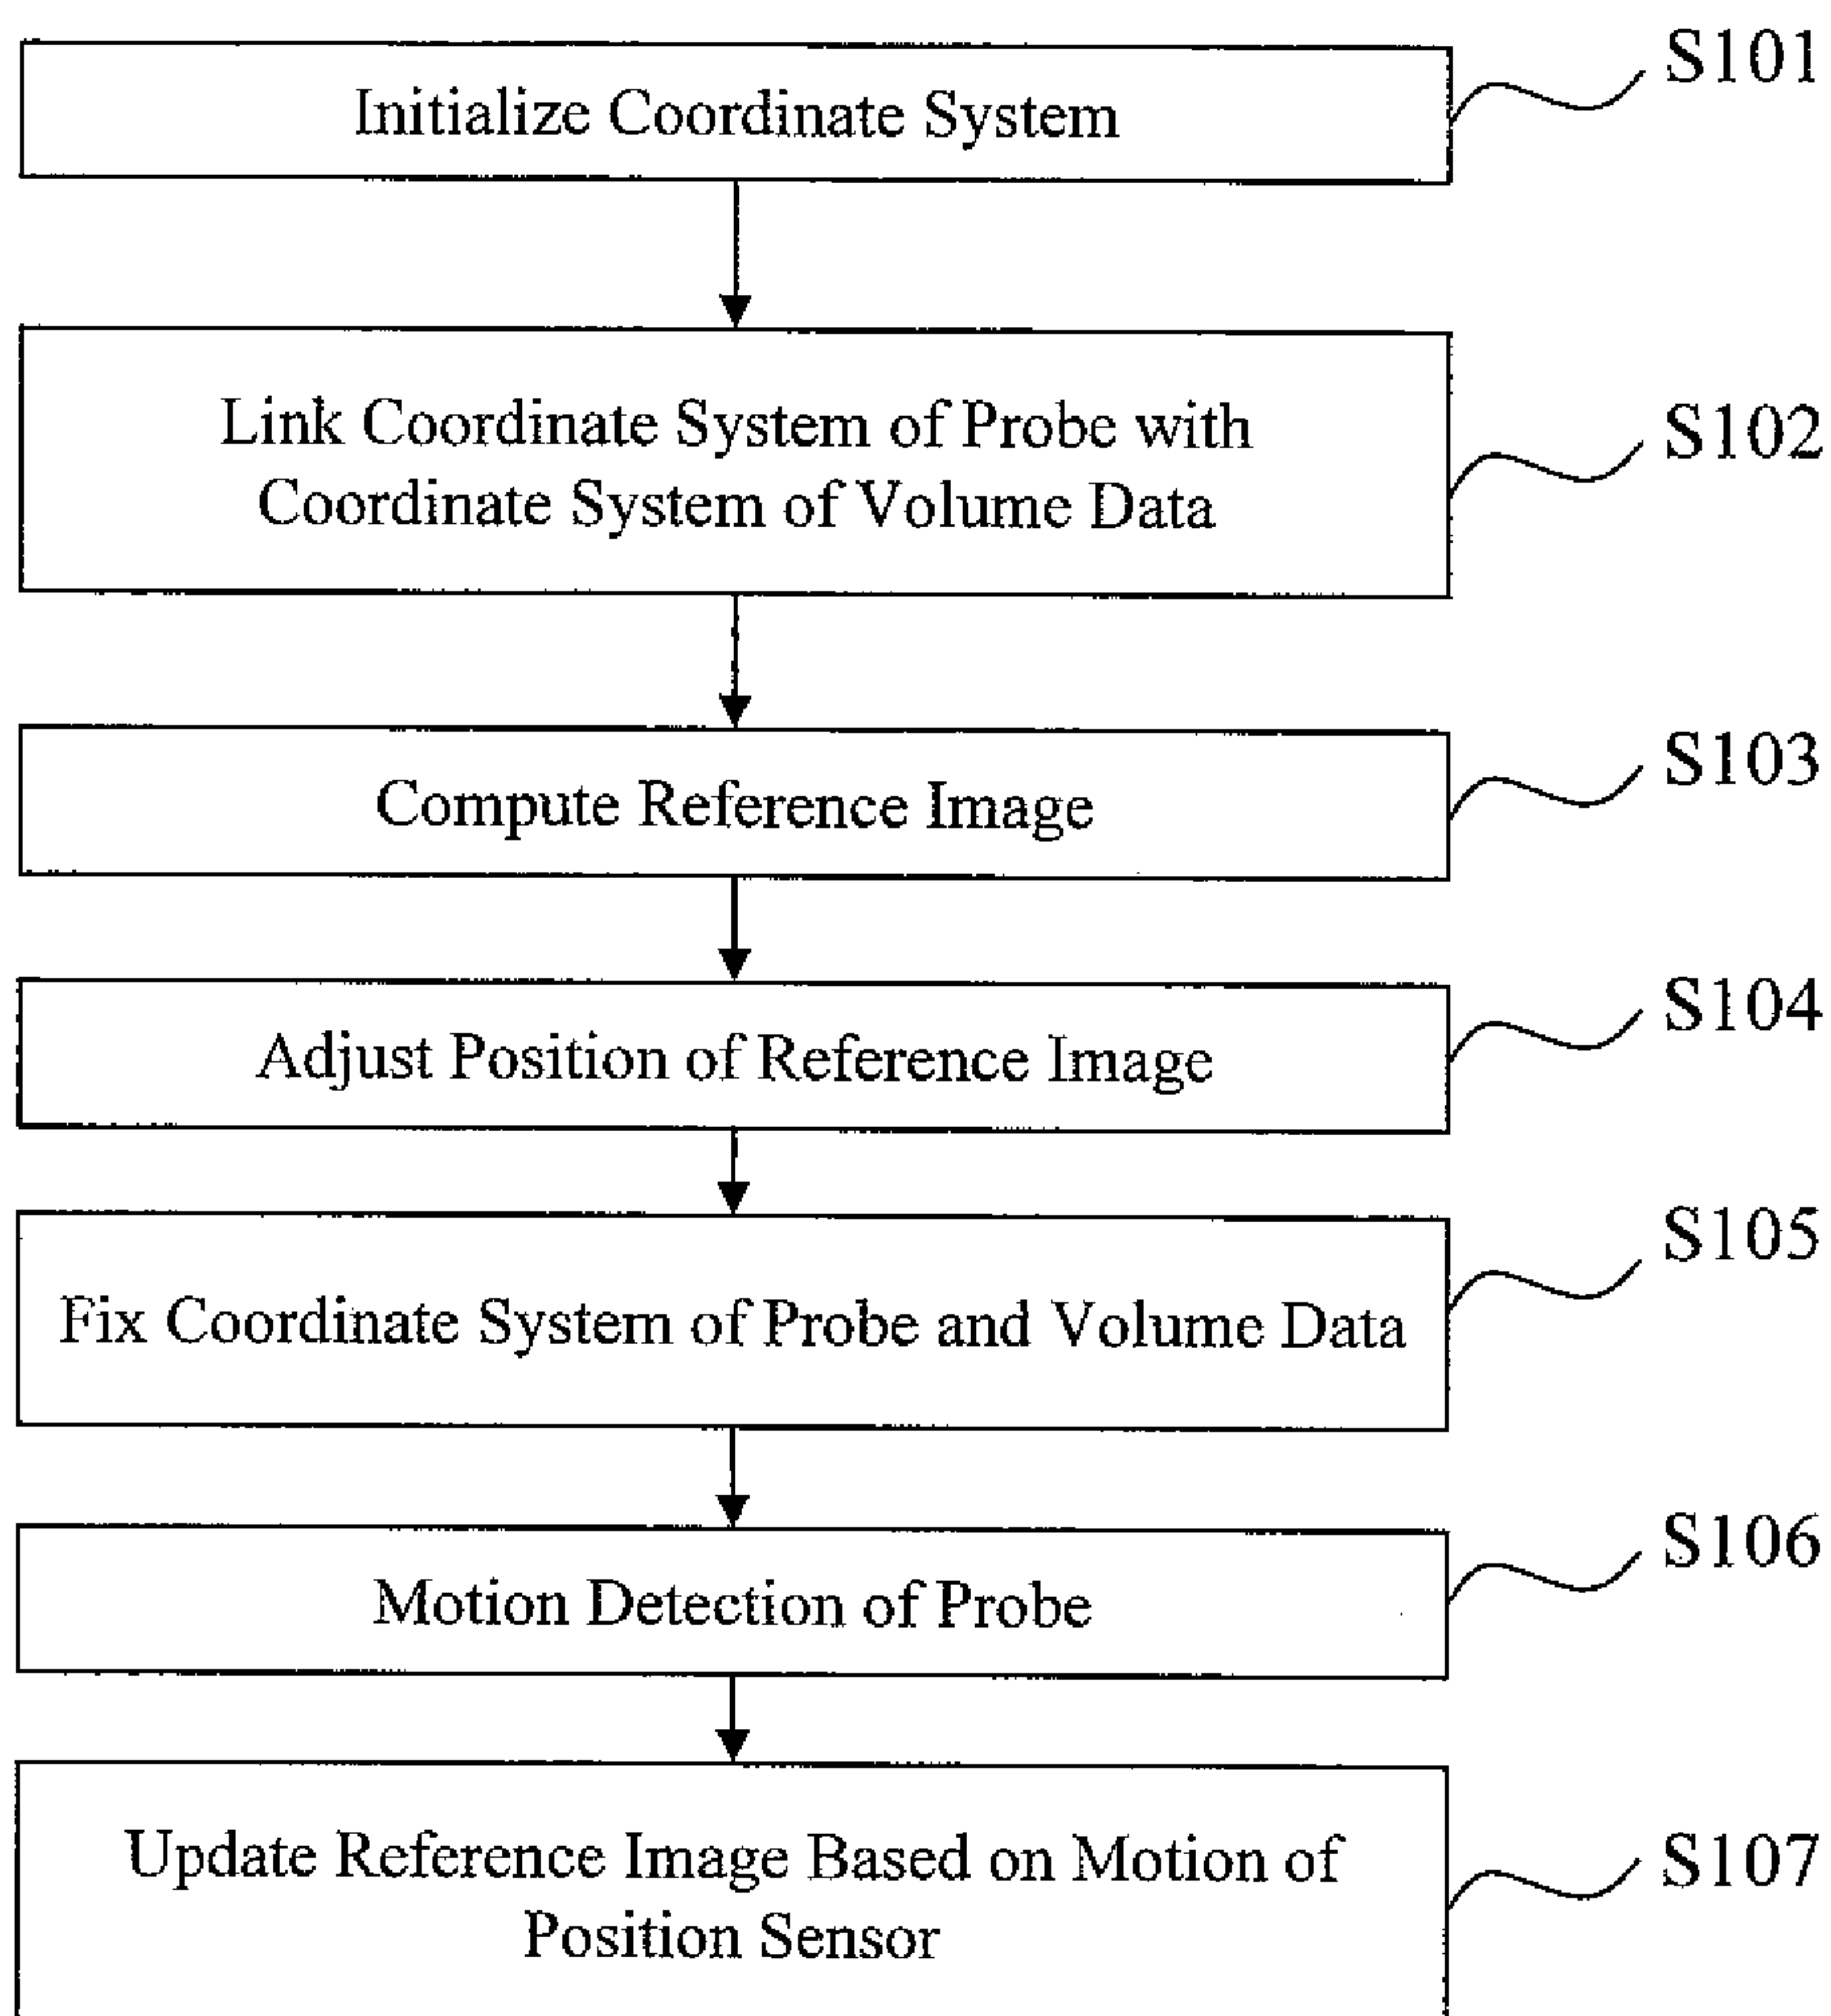 Initialize Coordinate System
S101
Link Coordinate System of Probe with
Coordinate System of Volume Data
S102
Compute Reference Image
S103
Adjust Position of Reference Image
S104
Fix Coordinate System of Probe and Volume Data
S105
Motion Detection of Probe
S106
Update Reference Image Based on Motion of
Position Sensor
S107